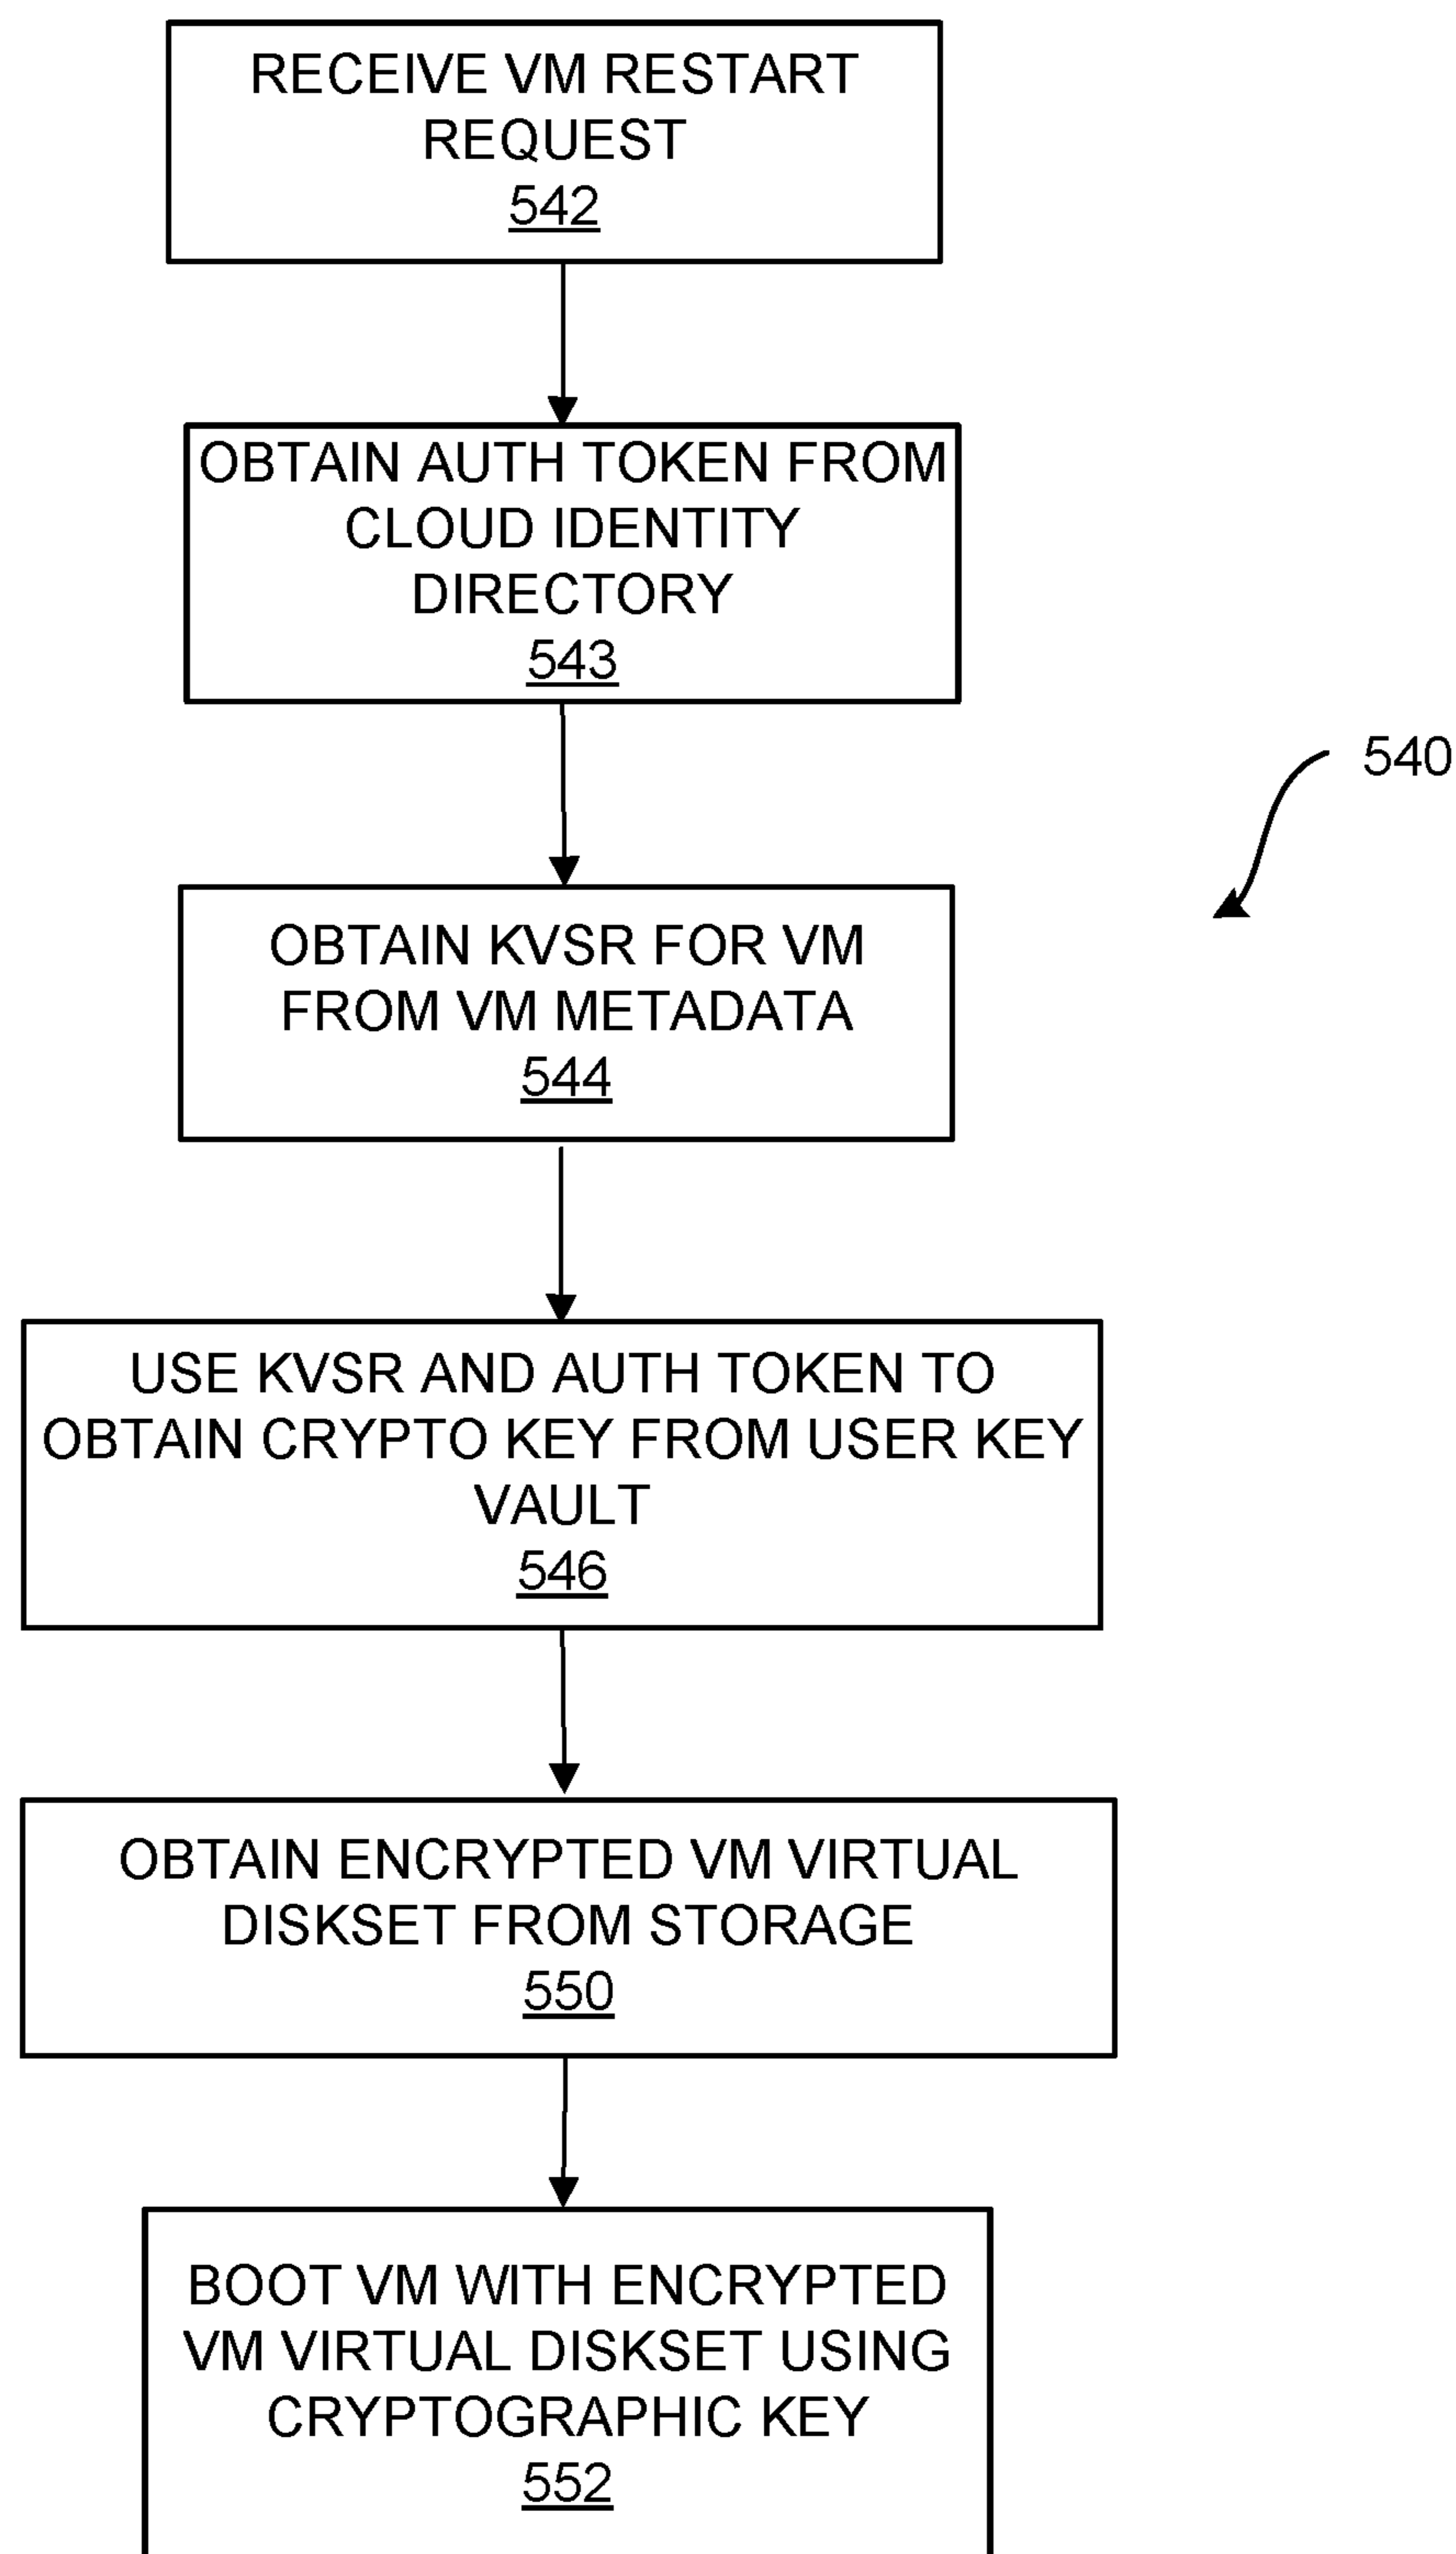 RECEIVE VM RESTART
REQUEST
542
OBTAIN AUTH TOKEN FROM
CLOUD IDENTITY
DIRECTORY
543
540
OBTAIN KVSR FOR VM
FROM VM METADATA
544
USE KVSR AND AUTH TOKEN TO
OBTAIN CRYPTO KEY FROM USER KEY
VAULT
546
OBTAIN ENCRYPTED VM VIRTUAL
DISKSET FROM STORAGE
550
BOOT VM WITH ENCRYPTED
VM VIRTUAL DISKSET USING
CRYPTOGRAPHIC KEY
552